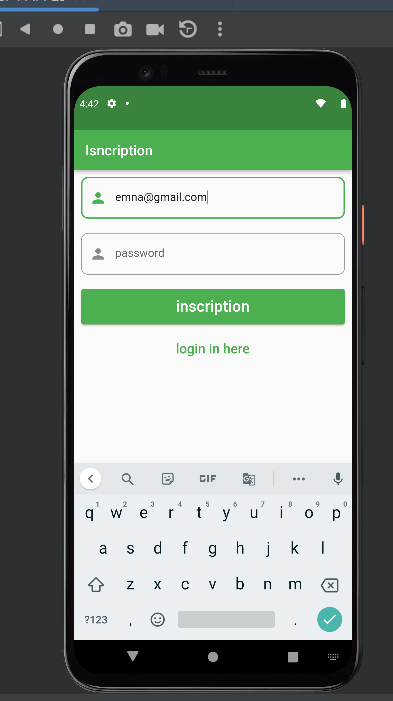 4:42
Isncription
emna@gmail.com
password
inscription
login in here
GIF
q1 w2 e3 r4 t5 y6 u7 i8 o9 p0
a s d f g h j k l
z x c v b n m
?123 , .